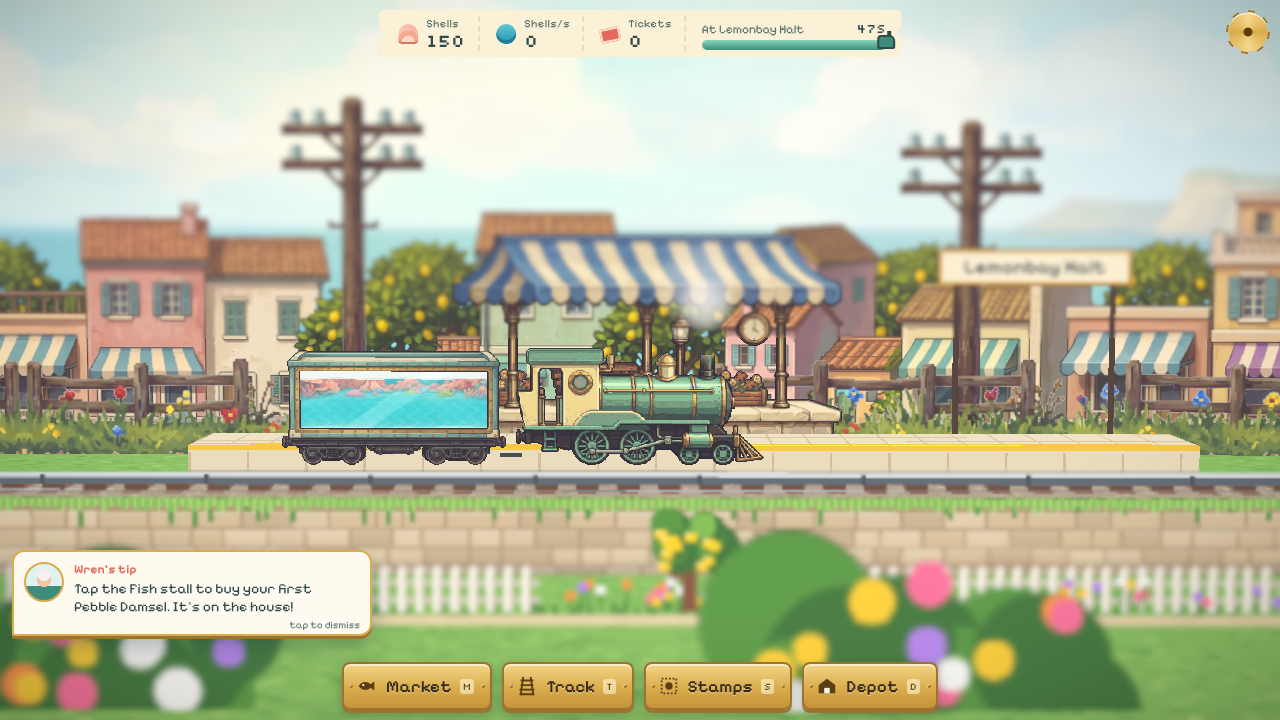 Shells
150
Shells/s
0
Tickets
0
At Lemonbay Halt
47s
Lemonbay Halt
Wren's tip
Tap the Fish stall to buy your first
Pebble Damsel. It's on the house!
tap to dismiss
Market M
Track T
Stamps S
Depot D